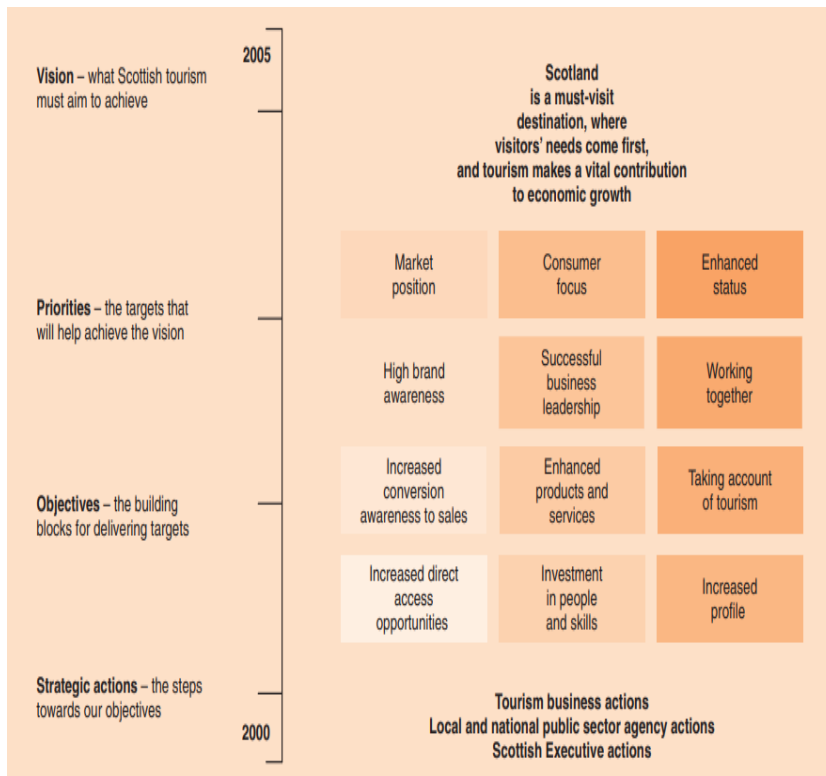 2005
Vision – what Scottish tourism
must aim to achieve
Scotland
is a must-visit
destination, where
visitors’ needs come first,
and tourism makes a vital contribution
to economic growth
Priorities – the targets that
will help achieve the vision
Market
position
Consumer
focus
Enhanced
status
High brand
awareness
Successful
business
leadership
Working
together
Objectives – the building
blocks for delivering targets
Increased
conversion
awareness to sales
Enhanced
products and
services
Taking account
of tourism
Increased direct
access
opportunities
Investment
in people
and skills
Increased
profile
Strategic actions – the steps
towards our objectives
2000
Tourism business actions
Local and national public sector agency actions
Scottish Executive actions